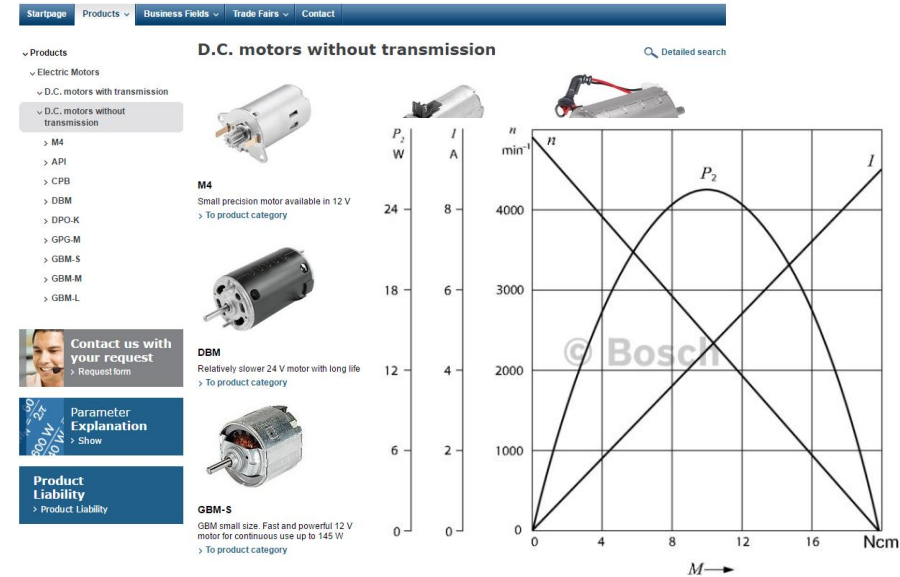 Startpage Products Business Fields Trade Fairs Contact
Products
Electric Motors
D.C. motors with transmission
D.C. motors without
transmission
M4
API
CPB
DBM
DPO-K
GPG-M
GBM-S
GBM-M
GBM-L
Contact us with
your request
Request form
Parameter
Explanation
Show
Product
Liability
Product Liability
D.C. motors without transmission
Detailed search
M4
Small precision motor available in 12 V
To product category
DBM
Relatively slower 24 V motor with long life
To product category
GBM-S
GBM small size. Fast and powerful 12 V
motor for continuous use up to 145 W
To product category
P2 I n
W A min-1
n P2 I
24 8 4000
18 6 3000
12 4 2000
6 2 1000
0 0 0
© Bosch
0 4 8 12 16 Ncm
M